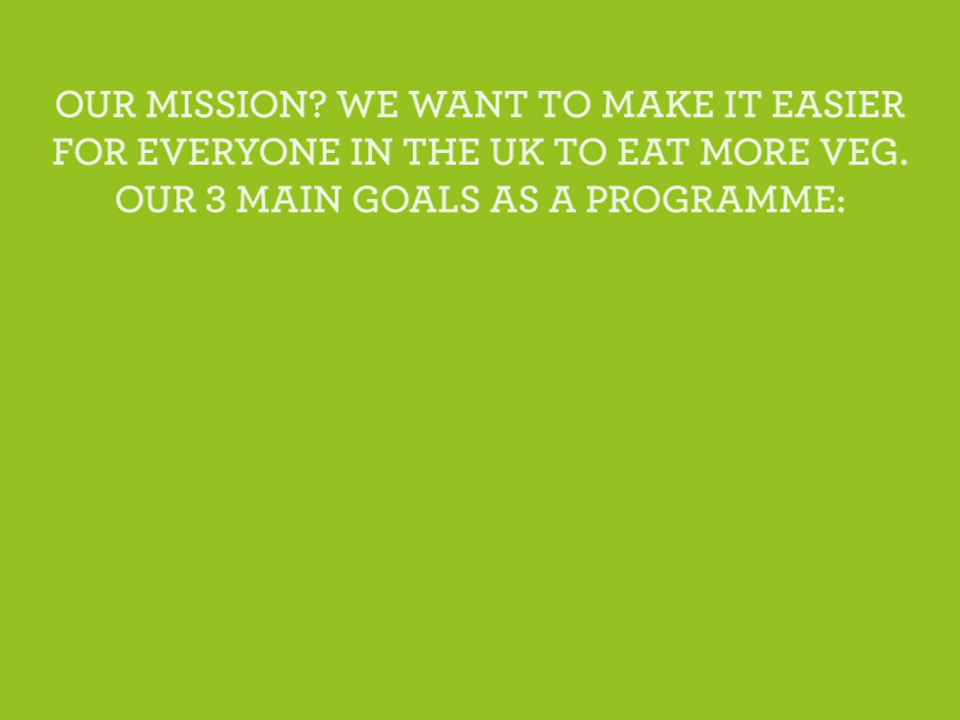 OUR MISSION? WE WANT TO MAKE IT EASIER
FOR EVERYONE IN THE UK TO EAT MORE VEG.
OUR 3 MAIN GOALS AS A PROGRAMME: